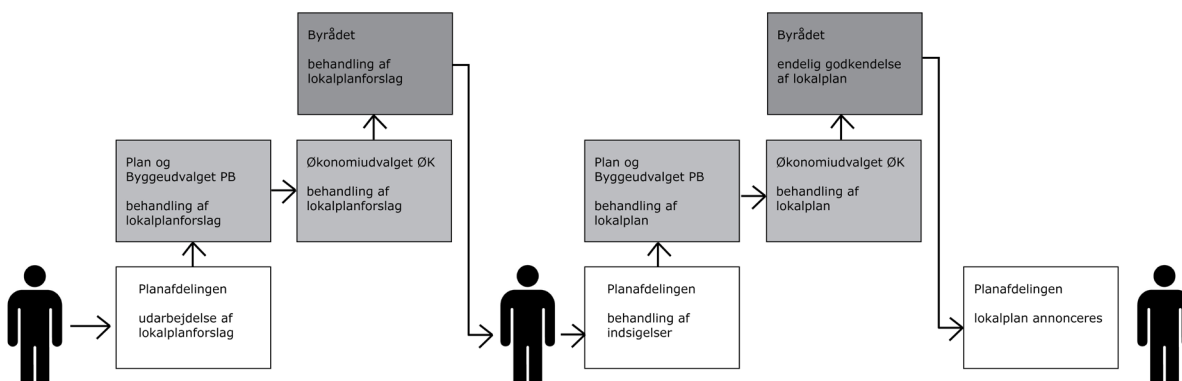 Planafdelingen
udarbejdelse af
lokalplanforslag
Plan og
Byggeudvalget PB
behandling af
lokalplanforslag
Økonomiudvalget ØK
behandling af
lokalplanforslag
Byrådet
behandling af
lokalplanforslag
Planafdelingen
behandling af
indsigelser
Plan og
Byggeudvalget PB
behandling af
lokalplan
Økonomiudvalget ØK
behandling af
lokalplan
Byrådet
endelig godkendelse
af lokalplan
Planafdelingen
lokalplan annonceres